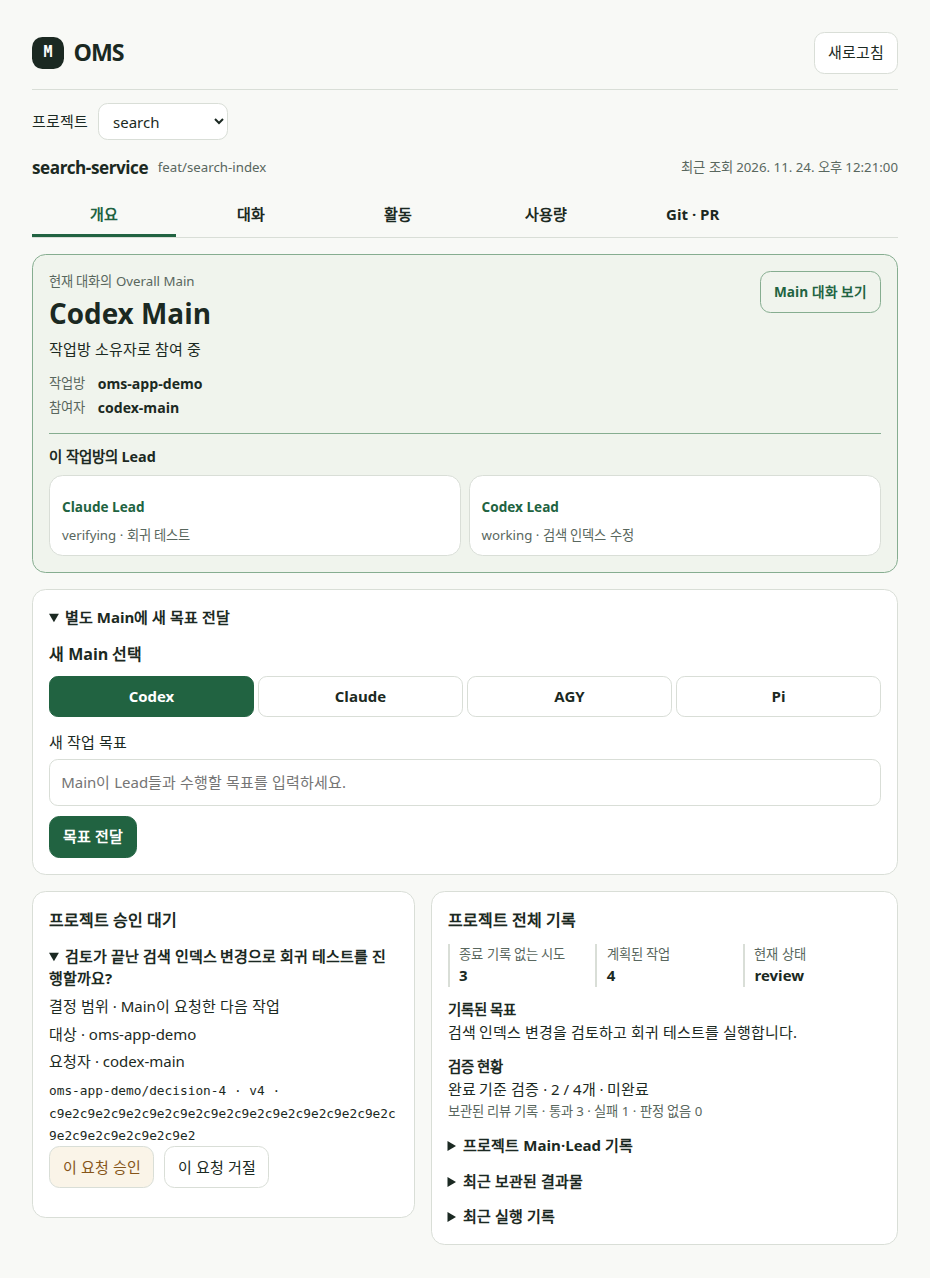 M OMS
새로고침
프로젝트 search
search-service feat/search-index
최근 조회 2026. 11. 24. 오후 12:21:00
개요 대화 활동 사용량 Git · PR
현재 대화의 Overall Main
Main 대화 보기
Codex Main
작업방 소유자로 참여 중
작업방 oms-app-demo
참여자 codex-main
이 작업방의 Lead
Claude Lead
verifying · 회귀 테스트
Codex Lead
working · 검색 인덱스 수정
▼ 별도 Main에 새 목표 전달
새 Main 선택
Codex Claude AGY Pi
새 작업 목표
Main이 Lead들과 수행할 목표를 입력하세요.
목표 전달
프로젝트 승인 대기
▼ 검토가 끝난 검색 인덱스 변경으로 회귀 테스트를 진
행할까요?
결정 범위 · Main이 요청한 다음 작업
대상 · oms-app-demo
요청자 · codex-main
oms-app-demo/decision-4 · v4 ·
c9e2c9e2c9e2c9e2c9e2c9e2c9e2c9e2c9e2c9e2c9e2c
9e2c9e2c9e2c9e2c9e2
이 요청 승인 이 요청 거절
프로젝트 전체 기록
종료 기록 없는 시도
3
계획된 작업
4
현재 상태
review
기록된 목표
검색 인덱스 변경을 검토하고 회귀 테스트를 실행합니다.
검증 현황
완료 기준 검증 · 2 / 4개 · 미완료
보관된 리뷰 기록 · 통과 3 · 실패 1 · 판정 없음 0
▶ 프로젝트 Main·Lead 기록
▶ 최근 보관된 결과물
▶ 최근 실행 기록